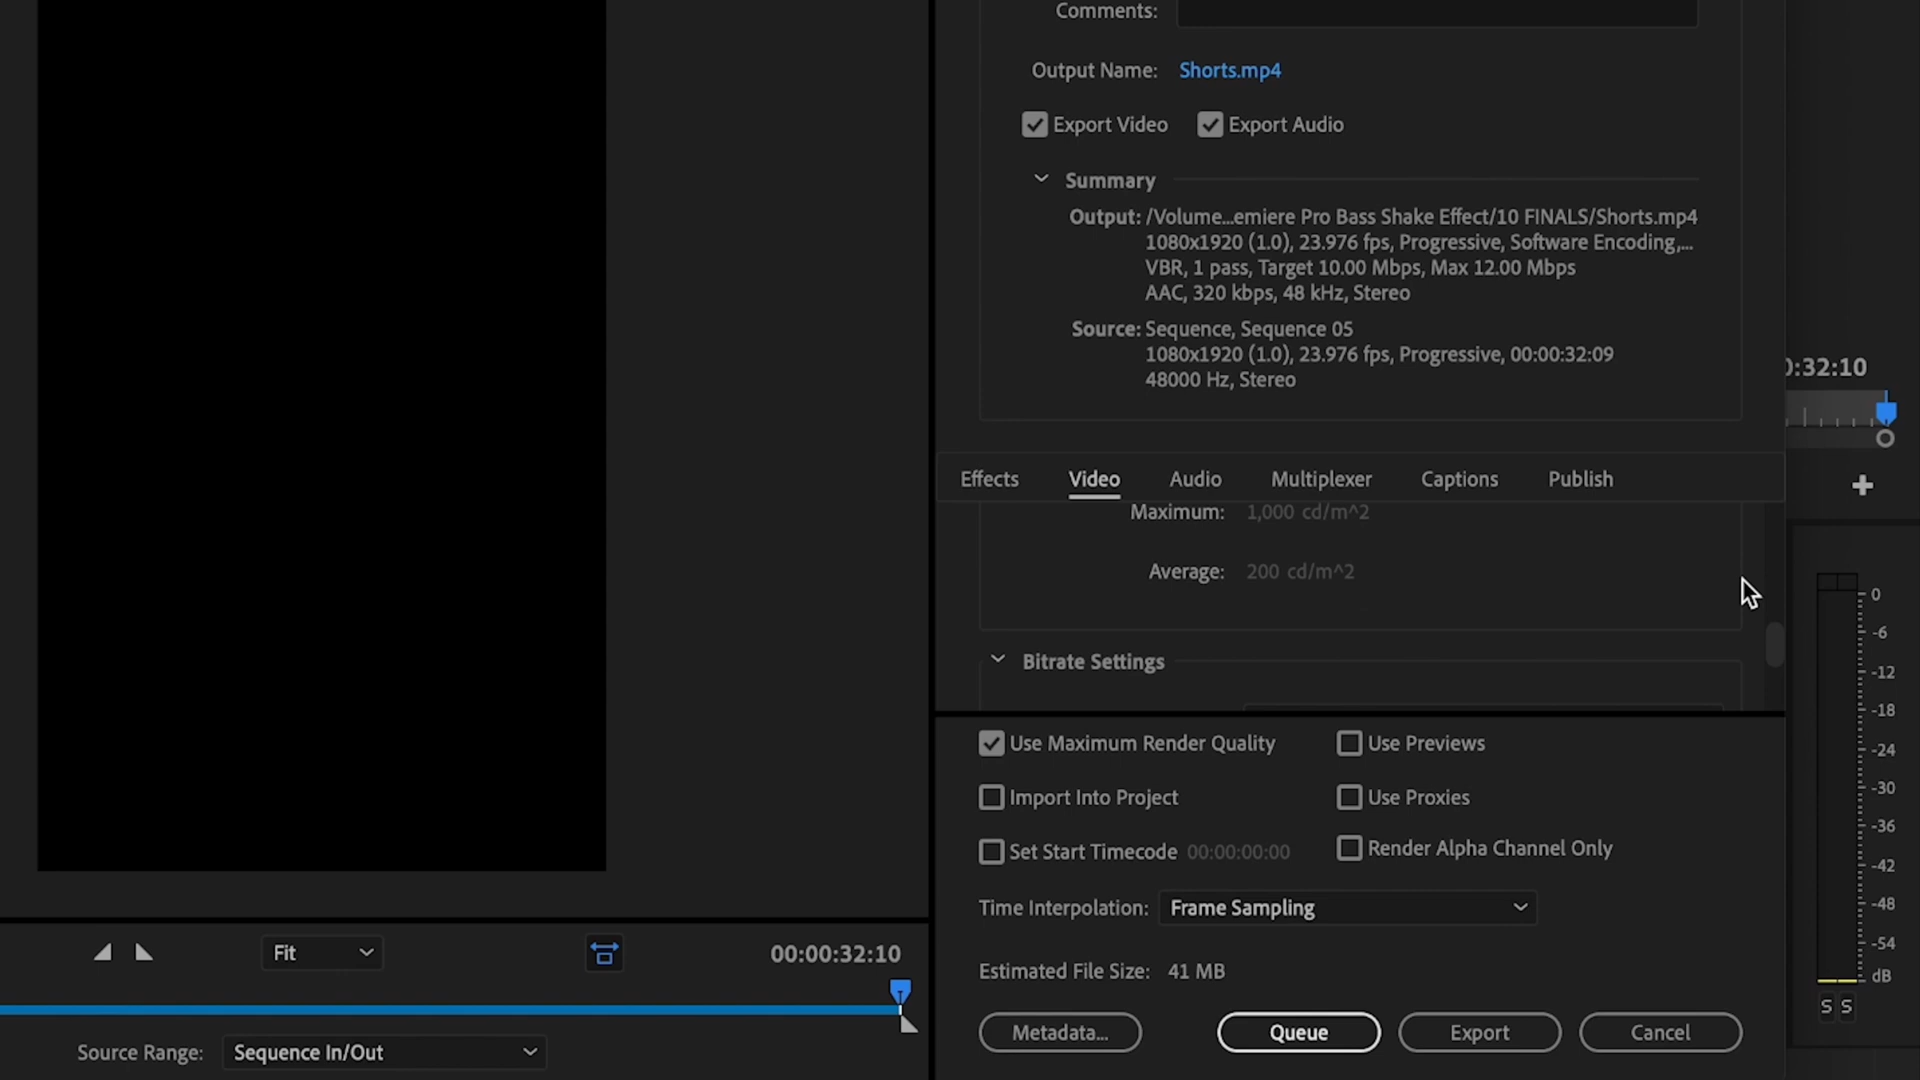 Comments:
Output Name: Shorts.mp4
Export Video Export Audio
Summary
Output: /Volume...emiere Pro Bass Shake Effect/10 FINALS/Shorts.mp4
1080x1920 (1.0), 23.976 fps, Progressive, Software Encoding,...
VBR, 1 pass, Target 10.00 Mbps, Max 12.00 Mbps
AAC, 320 kbps, 48 kHz, Stereo
Source: Sequence, Sequence 05
1080x1920 (1.0), 23.976 fps, Progressive, 00:00:32:09
48000 Hz, Stereo
0:32:10
Effects Video Audio Multiplexer Captions Publish
Maximum: 1,000 cd/m^2
Average: 200 cd/m^2
Bitrate Settings
Use Maximum Render Quality Use Previews
Import Into Project Use Proxies
Set Start Timecode 00:00:00:00 Render Alpha Channel Only
Time Interpolation: Frame Sampling
Estimated File Size: 41 MB
Metadata... Queue Export Cancel
Fit 00:00:32:10
Source Range: Sequence In/Out
0
-6
-12
-18
-24
-30
-36
-42
-48
-54
dB
S S